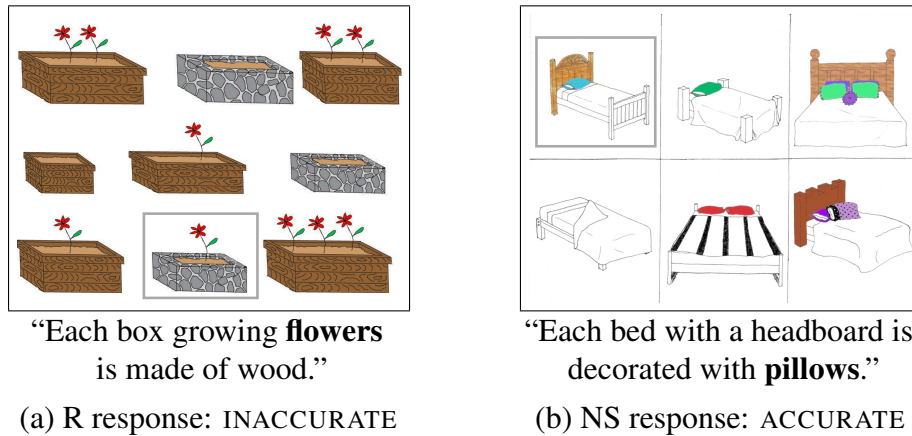 “Each box growing flowers
is made of wood.”
(a) R response: INACCURATE
“Each bed with a headboard is
decorated with pillows.”
(b) NS response: ACCURATE